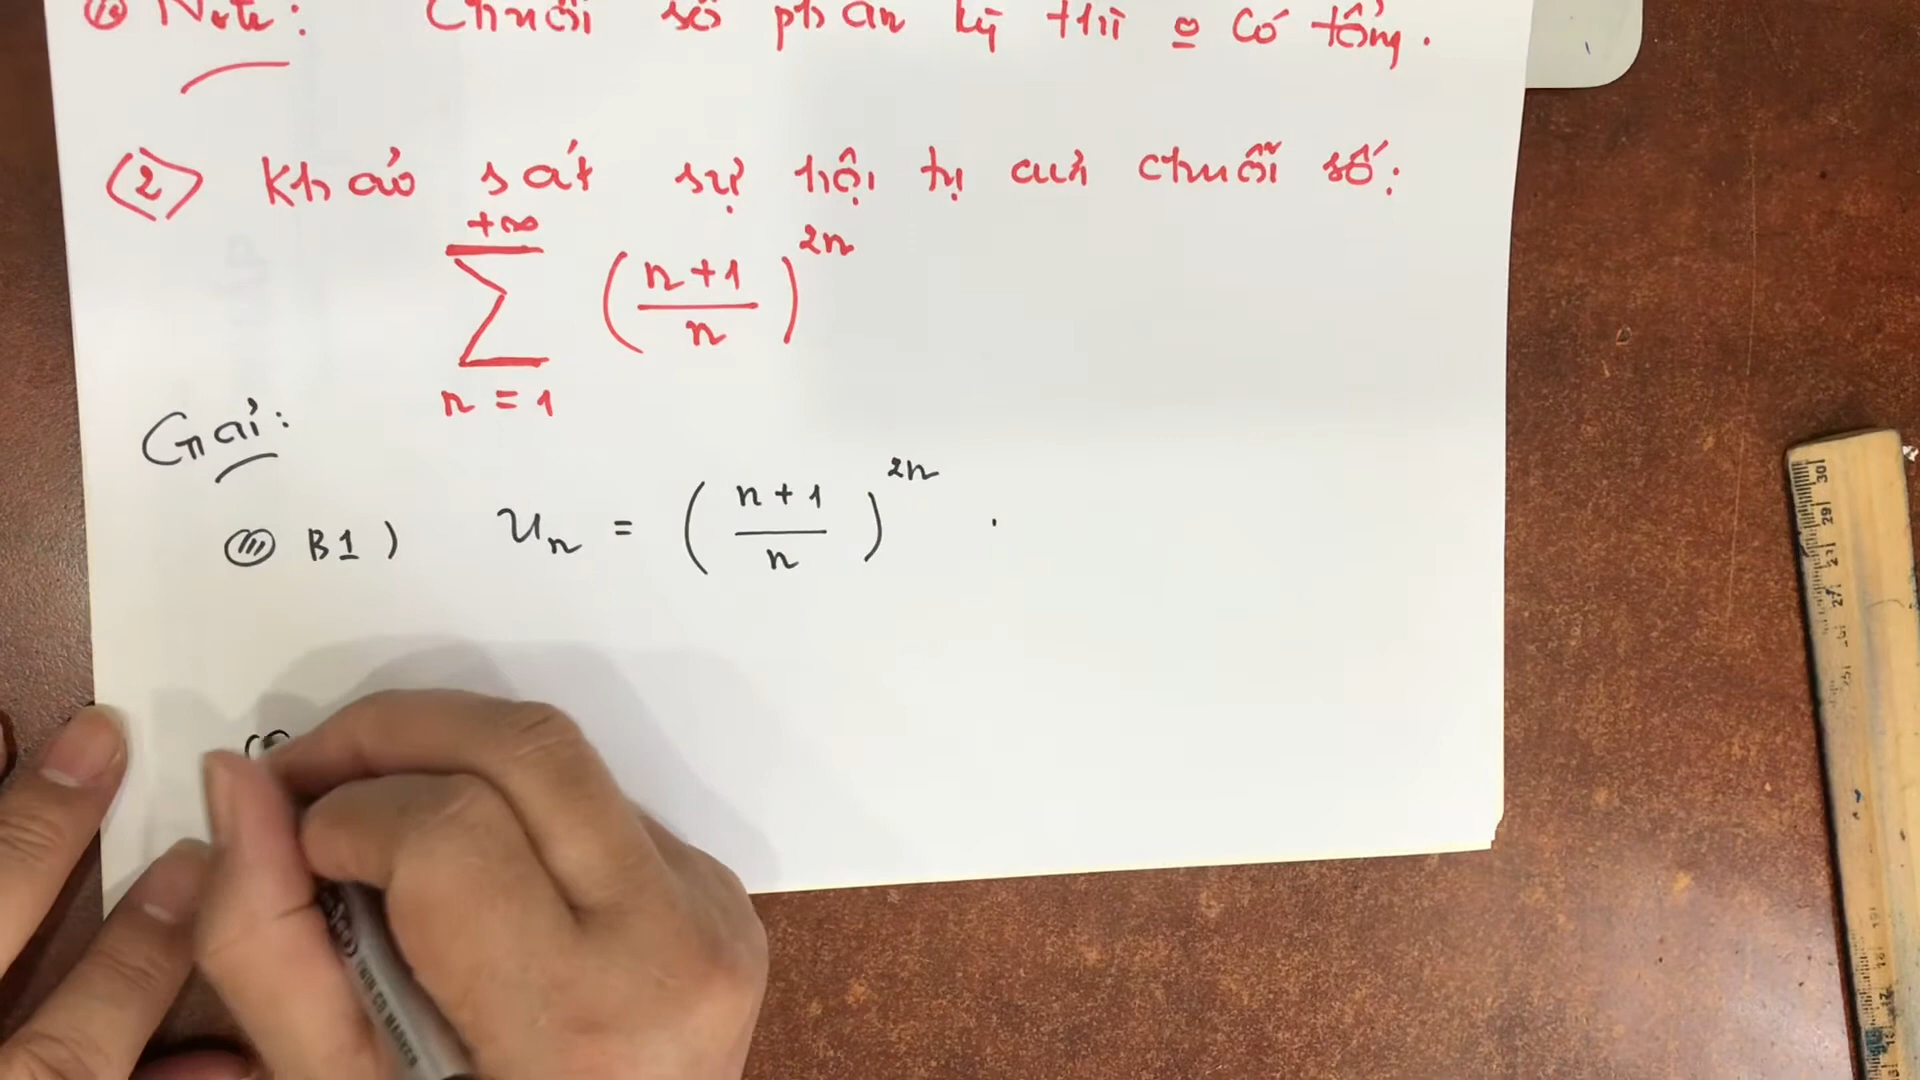 Note: Chuỗi số phân kỳ thì o có tổng.
2 Khảo sát sự hội tụ của chuỗi số:
+∞
∑ (n+1/n)^2n
n = 1
Giải:
B1) uₙ = (n+1/n)^2n .